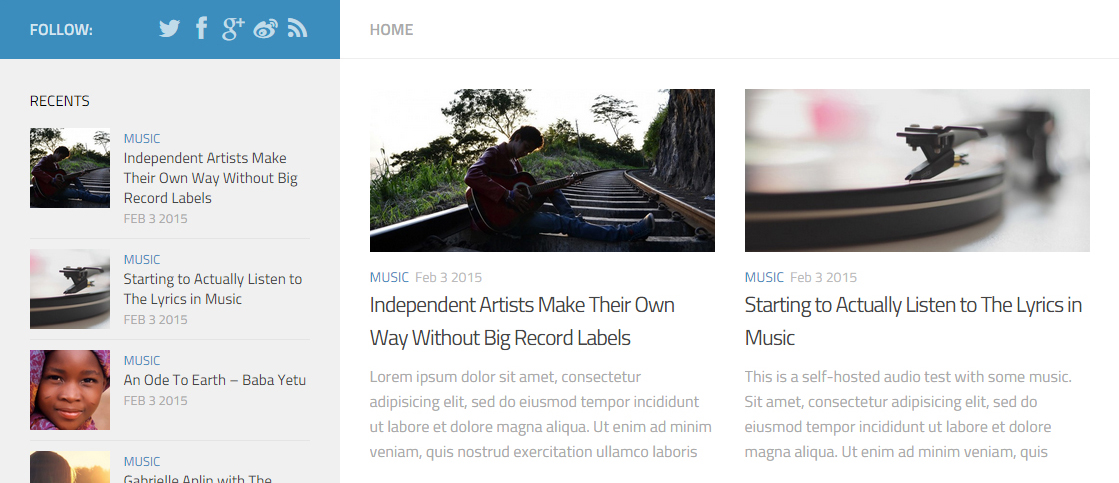 FOLLOW:
RECENTS
MUSIC
Independent Artists Make
Their Own Way Without Big
Record Labels
FEB 3 2015
MUSIC
Starting to Actually Listen to
The Lyrics in Music
FEB 3 2015
MUSIC
An Ode To Earth – Baba Yetu
FEB 3 2015
MUSIC
Gabrielle Aplin with The
HOME
MUSIC Feb 3 2015
Independent Artists Make Their Own
Way Without Big Record Labels
Lorem ipsum dolor sit amet, consectetur
adipisicing elit, sed do eiusmod tempor incididunt
ut labore et dolore magna aliqua. Ut enim ad minim
veniam, quis nostrud exercitation ullamco laboris
MUSIC Feb 3 2015
Starting to Actually Listen to The Lyrics in
Music
This is a self-hosted audio test with some music.
Sit amet, consectetur adipisicing elit, sed do
eiusmod tempor incididunt ut labore et dolore
magna aliqua. Ut enim ad minim veniam, quis